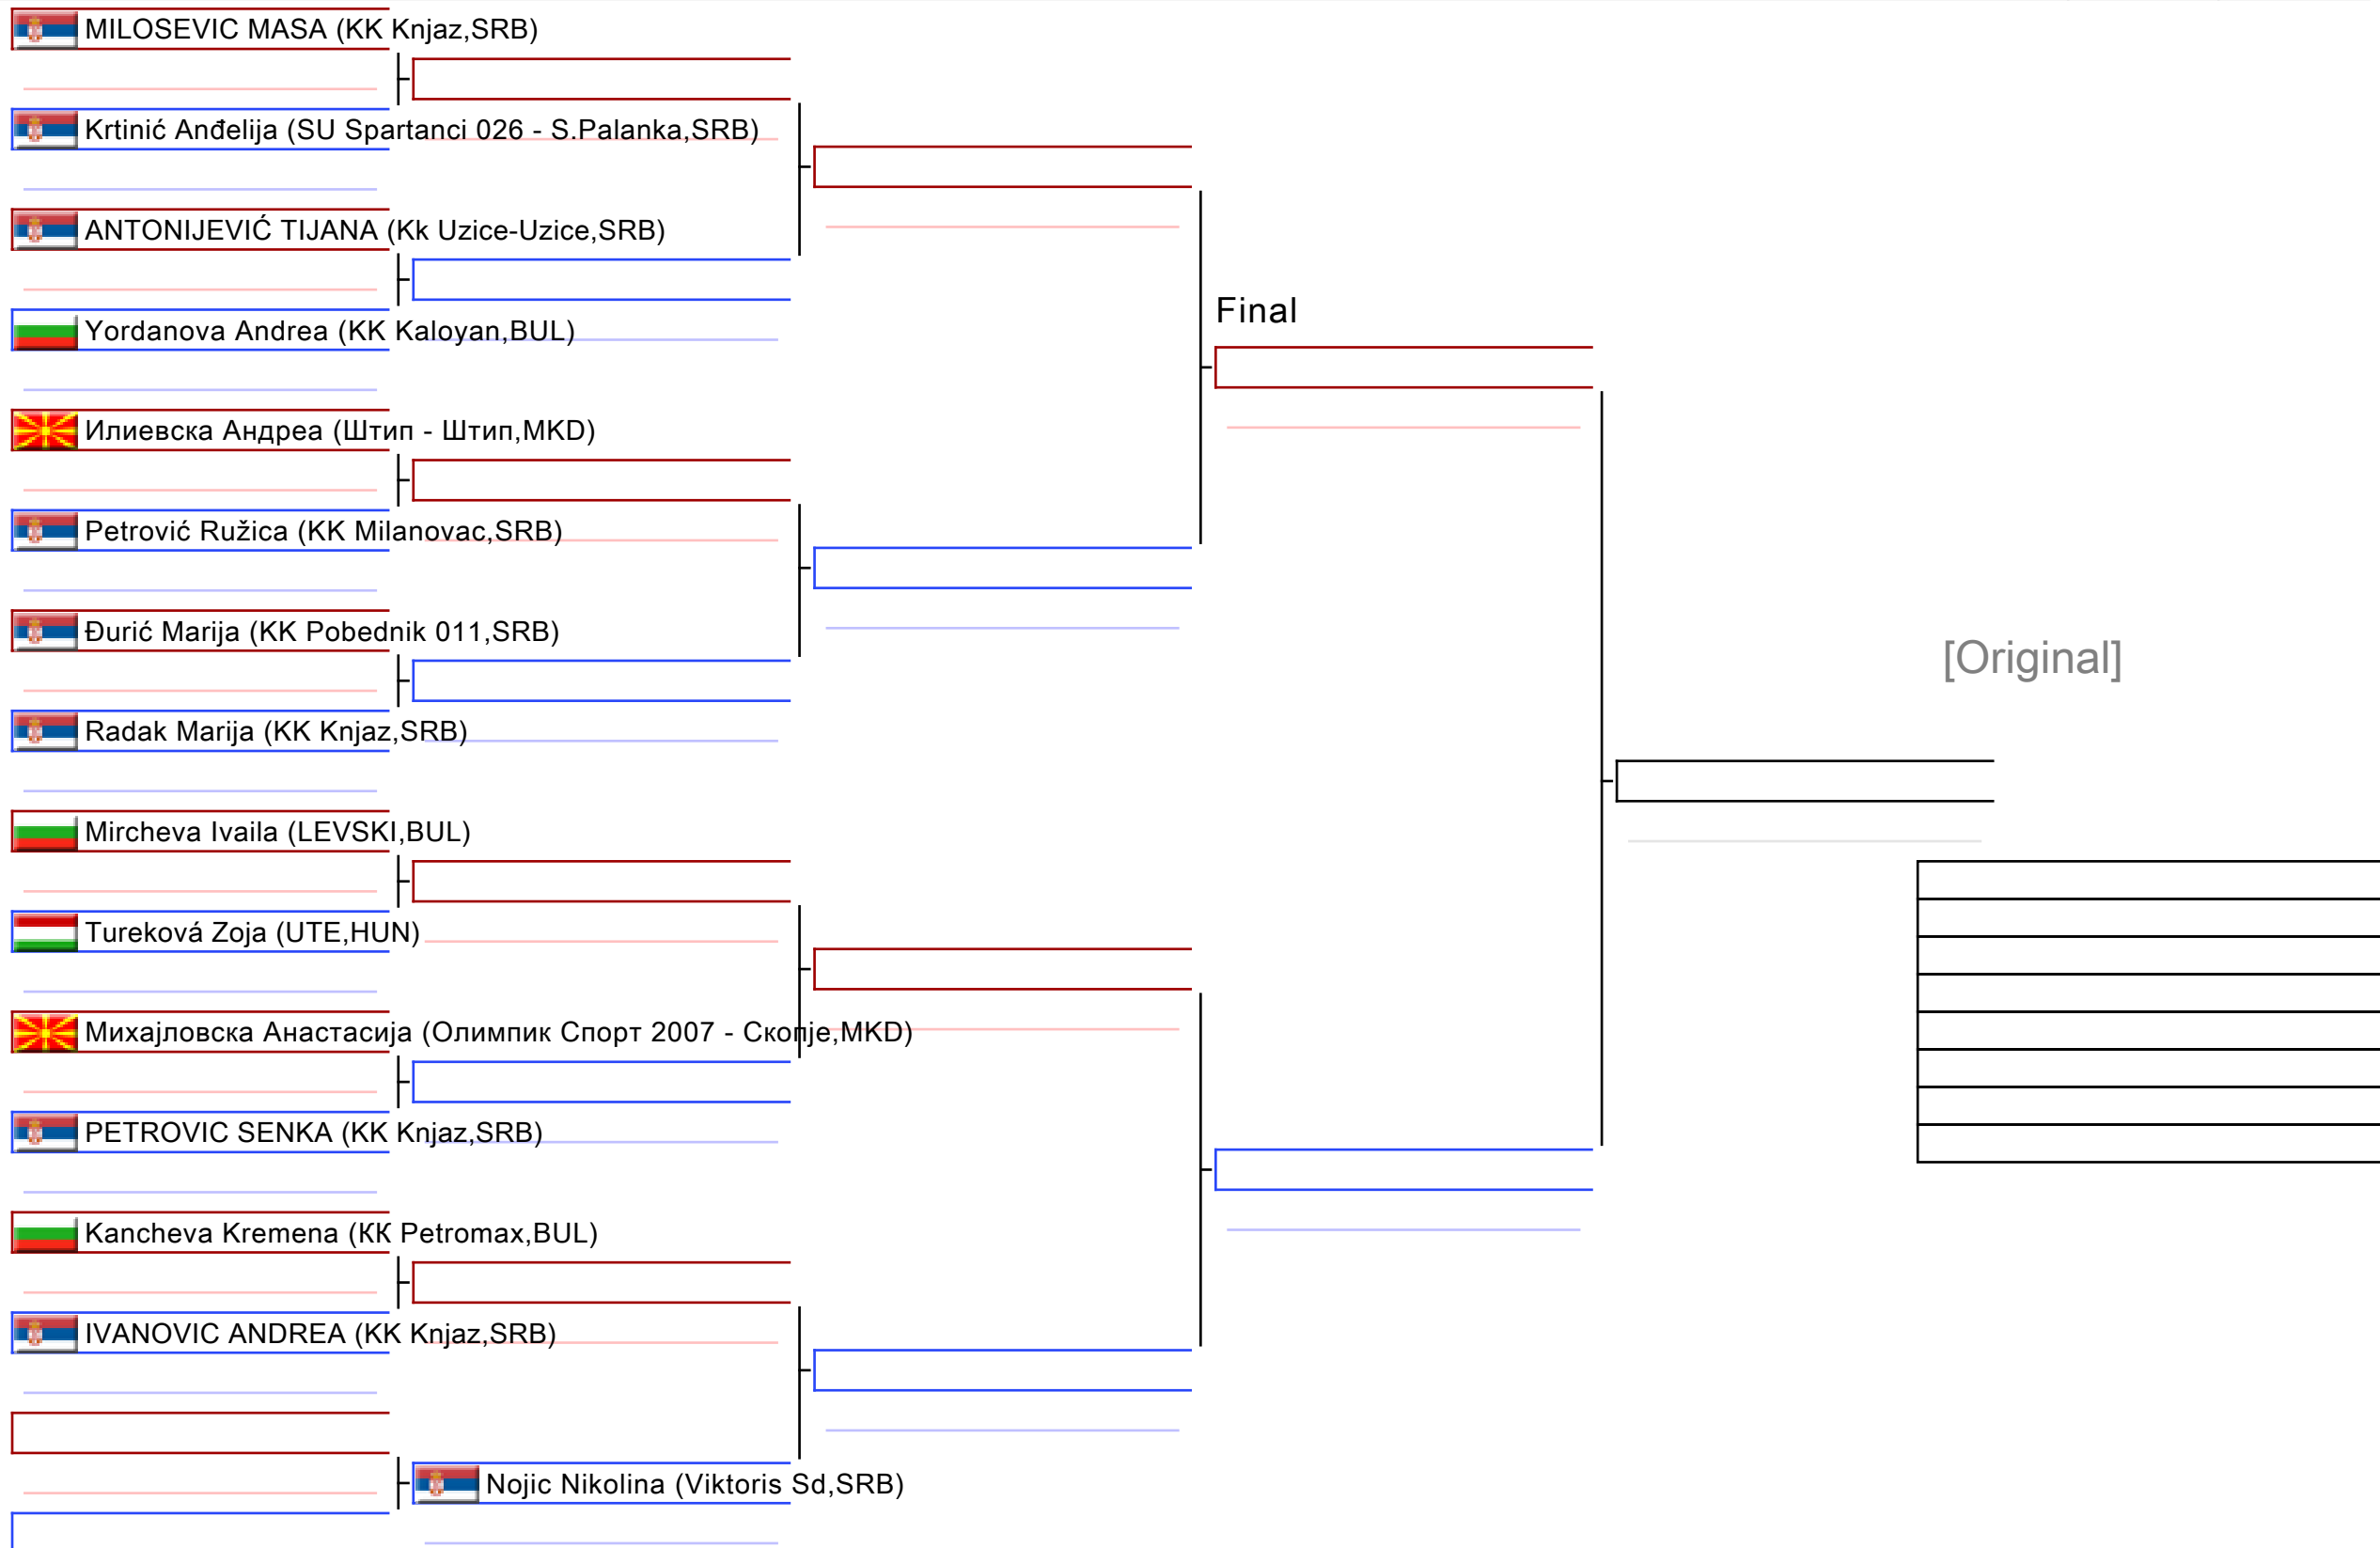 MILOSEVIC MASA (KK Knjaz,SRB)
Krtinić Anđelija (SU Spartanci 026 - S.Palanka,SRB)
ANTONIJEVIĆ TIJANA (Kk Uzice-Uzice,SRB)
Final
Yordanova Andrea (KK Kaloyan,BUL)
Илиевска Андреа (Штип - Штип,MKD)
Petrović Ružica (KK Milanovac,SRB)
Đurić Marija (KK Pobednik 011,SRB)
[Original]
Radak Marija (KK Knjaz,SRB)
Mircheva Ivaila (LEVSKI,BUL)
Tureková Zoja (UTE,HUN)
Михајловска Анастасија (Олимпик Спорт 2007 - Скопје,MKD)
PETROVIC SENKA (KK Knjaz,SRB)
Kancheva Kremena (КК Petromax,BUL)
IVANOVIC ANDREA (KK Knjaz,SRB)
Nojic Nikolina (Viktoris Sd,SRB)